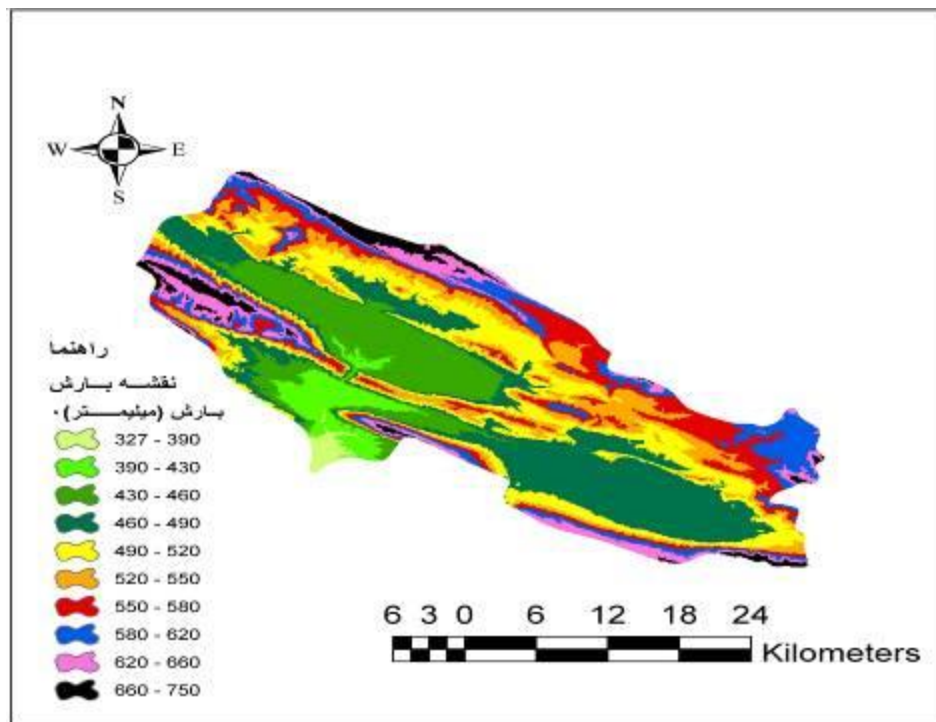 N
W E
S
راهنما
نقشه بارش
بارش (میلیمتر)۰
327 - 390
390 - 430
430 - 460
460 - 490
490 - 520
520 - 550
550 - 580
580 - 620
620 - 660
660 - 750
6 3 0 6 12 18 24
Kilometers